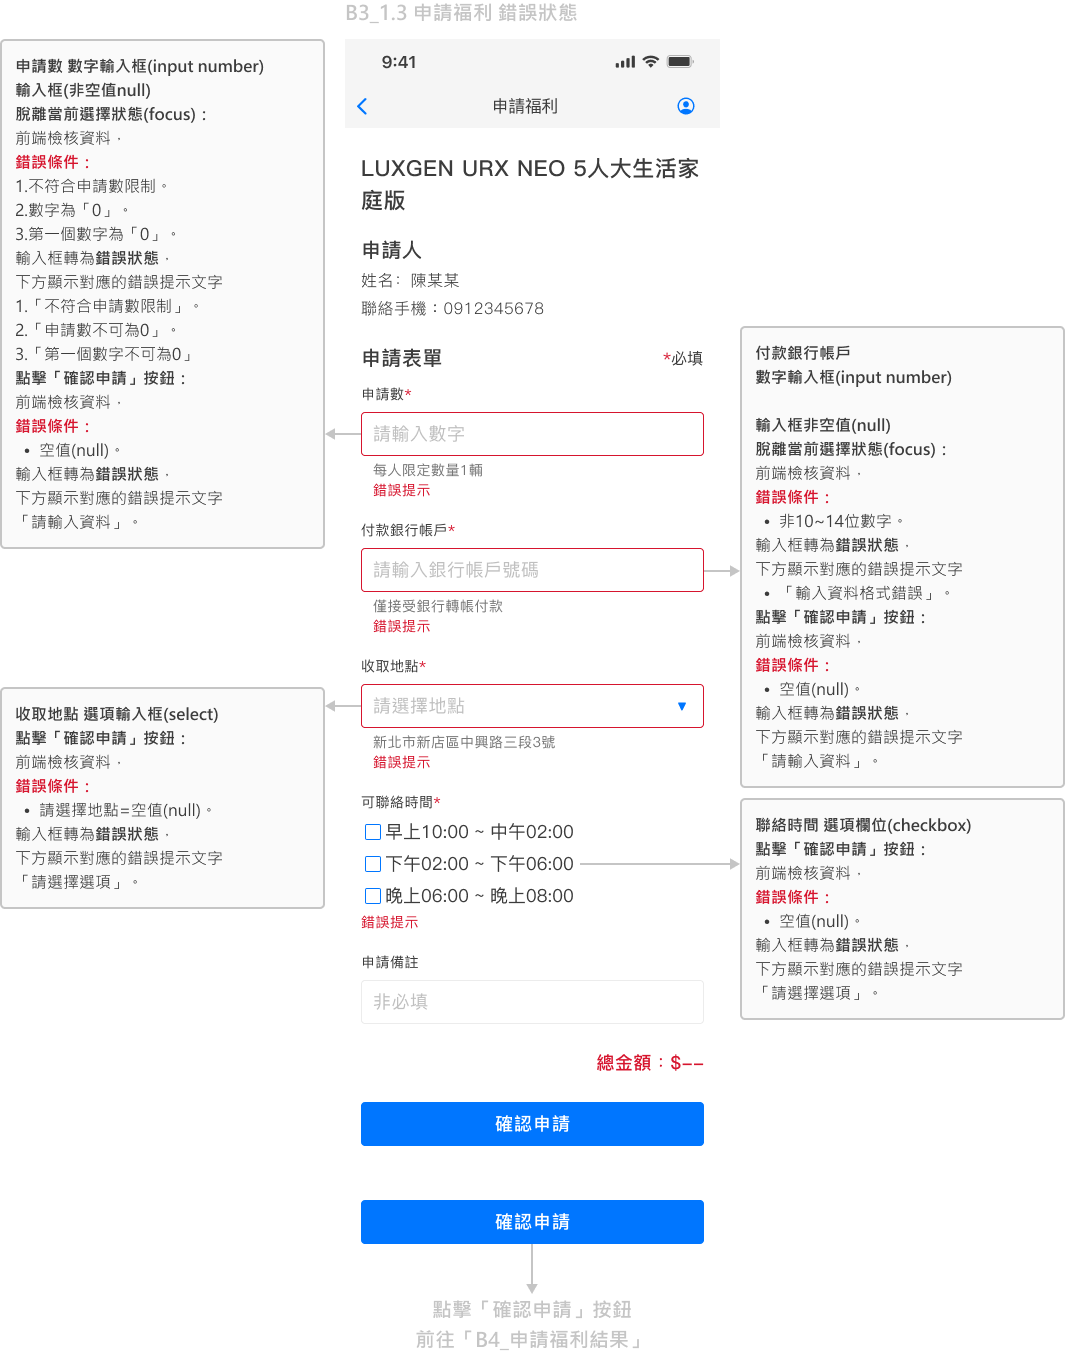 B3_1.3 申請福利 錯誤狀態
申請數 數字輸入框(input number)
輸入框(非空值null)
脫離當前選擇狀態(focus)：
前端檢核資料，
錯誤條件：
1.不符合申請數限制。
2.數字為「0」。
3.第一個數字為「0」。
輸入框轉為錯誤狀態，
下方顯示對應的錯誤提示文字
1.「不符合申請數限制」。
2.「申請數不可為0」。
3.「第一個數字不可為0」
點擊「確認申請」按鈕：
前端檢核資料，
錯誤條件：
• 空值(null)。
輸入框轉為錯誤狀態，
下方顯示對應的錯誤提示文字
「請輸入資料」。
收取地點 選項輸入框(select)
點擊「確認申請」按鈕：
前端檢核資料，
錯誤條件：
• 請選擇地點=空值(null)。
輸入框轉為錯誤狀態，
下方顯示對應的錯誤提示文字
「請選擇選項」。
9:41
申請福利
LUXGEN URX NEO 5人大生活家
庭版
申請人
姓名： 陳某某
聯絡手機：0912345678
申請表單
*必填
申請數*
請輸入數字
每人限定數量1輛
錯誤提示
付款銀行帳戶*
請輸入銀行帳戶號碼
僅接受銀行轉帳付款
錯誤提示
收取地點*
請選擇地點 ▼
新北市新店區中興路三段3號
錯誤提示
可聯絡時間*
早上10:00 ~ 中午02:00
下午02:00 ~ 下午06:00
晚上06:00 ~ 晚上08:00
錯誤提示
申請備註
非必填
總金額：$--
確認申請
確認申請
點擊「確認申請」按鈕
前往「B4_申請福利結果」
付款銀行帳戶
數字輸入框(input number)
輸入框非空值(null)
脫離當前選擇狀態(focus)：
前端檢核資料，
錯誤條件：
• 非10~14位數字。
輸入框轉為錯誤狀態，
下方顯示對應的錯誤提示文字
• 「輸入資料格式錯誤」。
點擊「確認申請」按鈕：
前端檢核資料，
錯誤條件：
• 空值(null)。
輸入框轉為錯誤狀態，
下方顯示對應的錯誤提示文字
「請輸入資料」。
聯絡時間 選項欄位(checkbox)
點擊「確認申請」按鈕：
前端檢核資料，
錯誤條件：
• 空值(null)。
輸入框轉為錯誤狀態，
下方顯示對應的錯誤提示文字
「請選擇選項」。